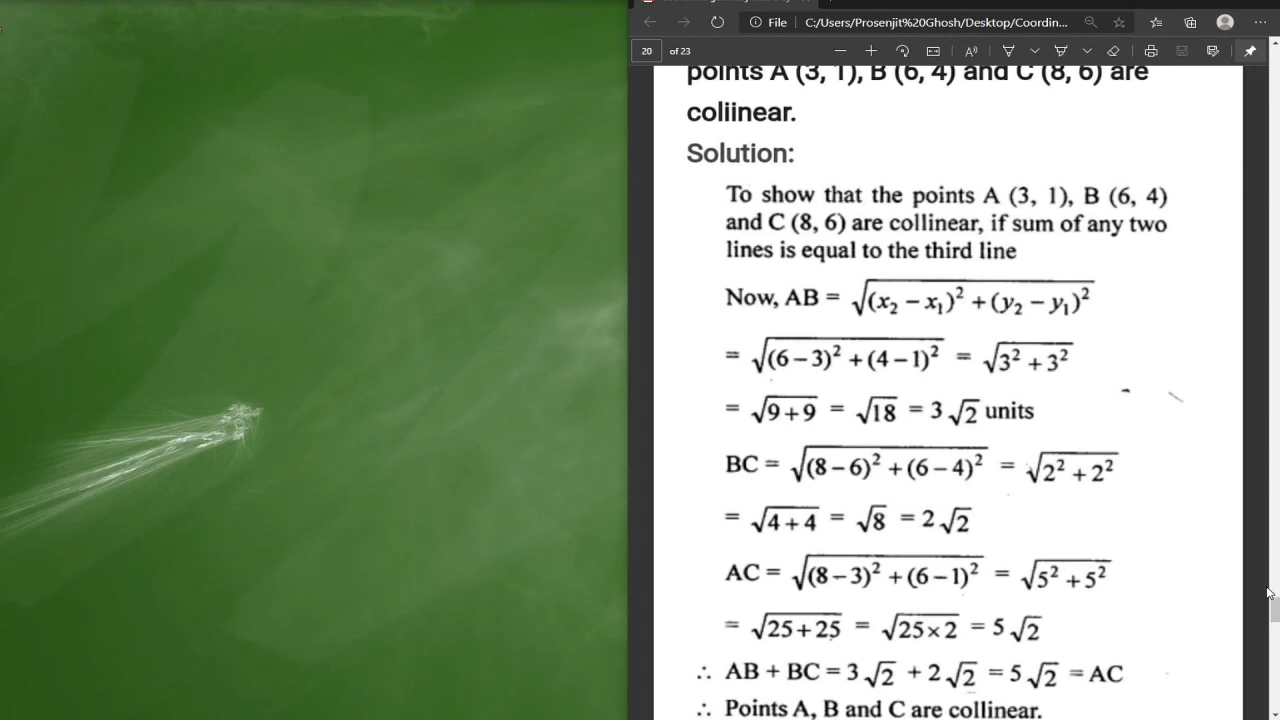 File C:/Users/Prosenjit%20Ghosh/Desktop/Coordin...
20 of 23
points A (3, 1), B (6, 4) and C (8, 6) are
coliinear.
Solution:
To show that the points A (3, 1), B (6, 4)
and C (8, 6) are collinear, if sum of any two
lines is equal to the third line
Now, AB = √((x₂ − x₁)² + (y₂ − y₁)²)
= √((6 − 3)² + (4 − 1)²) = √(3² + 3²)
= √(9 + 9) = √18 = 3√2 units
BC = √((8 − 6)² + (6 − 4)²) = √(2² + 2²)
= √(4 + 4) = √8 = 2√2
AC = √((8 − 3)² + (6 − 1)²) = √(5² + 5²)
= √(25 + 25) = √(25 × 2) = 5√2
∴ AB + BC = 3√2 + 2√2 = 5√2 = AC
∴ Points A, B and C are collinear.